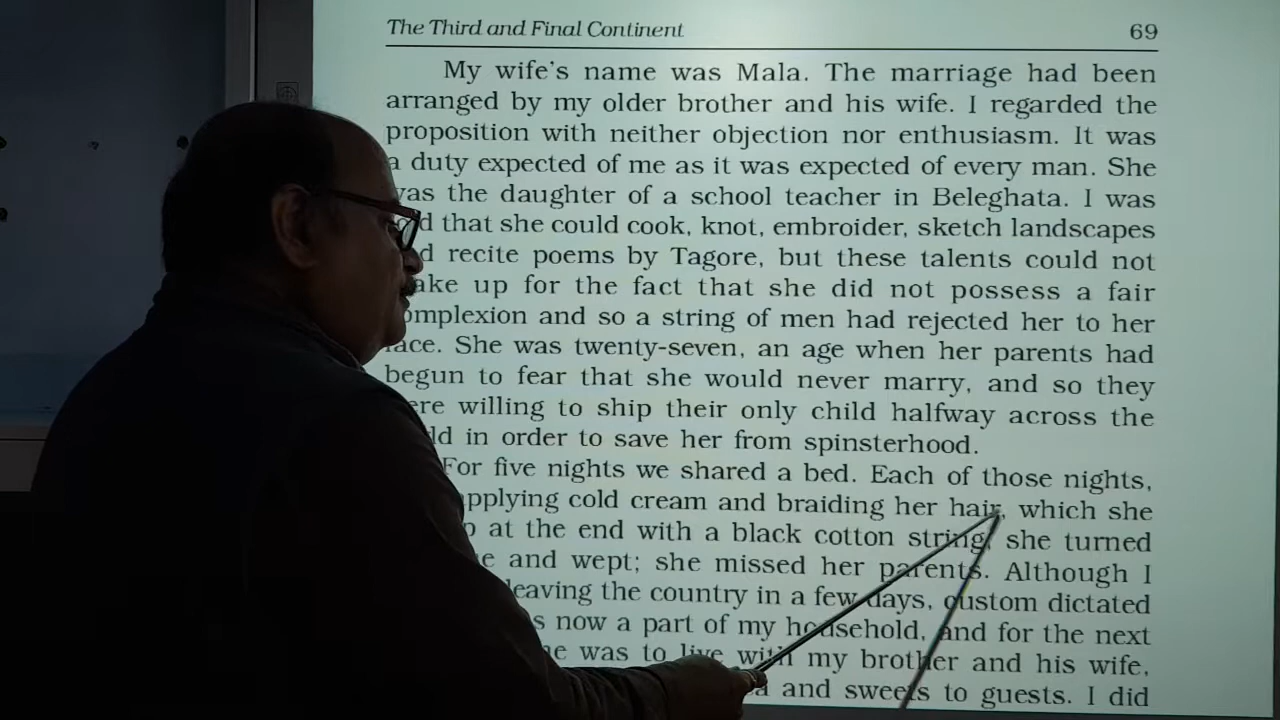 The Third and Final Continent 69
My wife's name was Mala. The marriage had been
arranged by my older brother and his wife. I regarded the
proposition with neither objection nor enthusiasm. It was
a duty expected of me as it was expected of every man. She
was the daughter of a school teacher in Beleghata. I was
that she could cook, knot, embroider, sketch landscapes
recite poems by Tagore, but these talents could not
up for the fact that she did not possess a fair
complexion and so a string of men had rejected her to her
face. She was twenty-seven, an age when her parents had
begun to fear that she would never marry, and so they
willing to ship their only child halfway across the
in order to save her from spinsterhood.
For five nights we shared a bed. Each of those nights,
applying cold cream and braiding her hair, which she
at the end with a black cotton string, she turned
and wept; she missed her parents. Although I
leaving the country in a few days, custom dictated
now a part of my household, and for the next
was to live with my brother and his wife,
and sweets to guests. I did